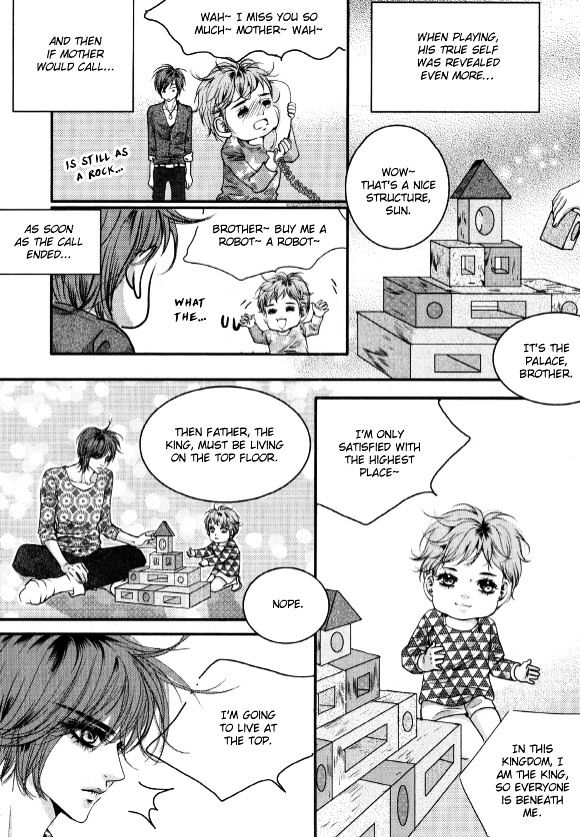 AND THEN
IF MOTHER
WOULD CALL...
WAH~ I MISS YOU SO
MUCH~ MOTHER~ WAH~
IS STILL AS
A ROCK...
AS SOON
AS THE CALL
ENDED...
BROTHER~ BUY ME A
ROBOT~ A ROBOT~
WHAT
THE...
WHEN PLAYING,
HIS TRUE SELF
WAS REVEALED
EVEN MORE...
WOW~
THAT'S A NICE
STRUCTURE,
SUN.
IT'S THE
PALACE,
BROTHER.
THEN FATHER, THE
KING, MUST BE LIVING
ON THE TOP FLOOR.
NOPE.
I'M GOING
TO LIVE AT
THE TOP.
I'M ONLY
SATISFIED WITH
THE HIGHEST
PLACE~
IN THIS
KINGDOM, I
AM THE KING,
SO EVERYONE
IS BENEATH
ME.